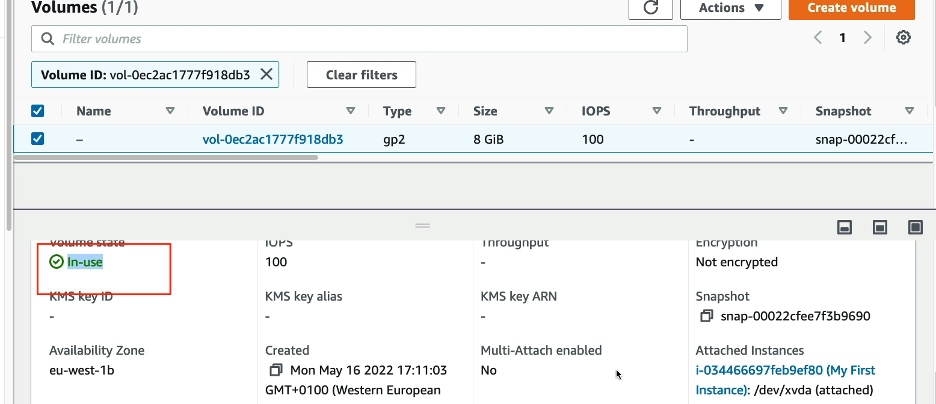 Volumes (1/1)
Actions
Create volume
Filter volumes
1
Volume ID: vol-0ec2ac1777f918db3
Clear filters
Name Volume ID Type Size IOPS Throughput Snapshot
– vol-0ec2ac1777f918db3 gp2 8 GiB 100 - snap-00022cf...
Volume state IOPS Throughput Encryption
In-use 100 - Not encrypted
KMS key ID KMS key alias KMS key ARN Snapshot
- - - snap-00022cfee7f3b9690
Availability Zone Created Multi-Attach enabled Attached Instances
eu-west-1b Mon May 16 2022 17:11:03 No i-034466697feb9ef80 (My First
GMT+0100 (Western European Instance): /dev/xvda (attached)